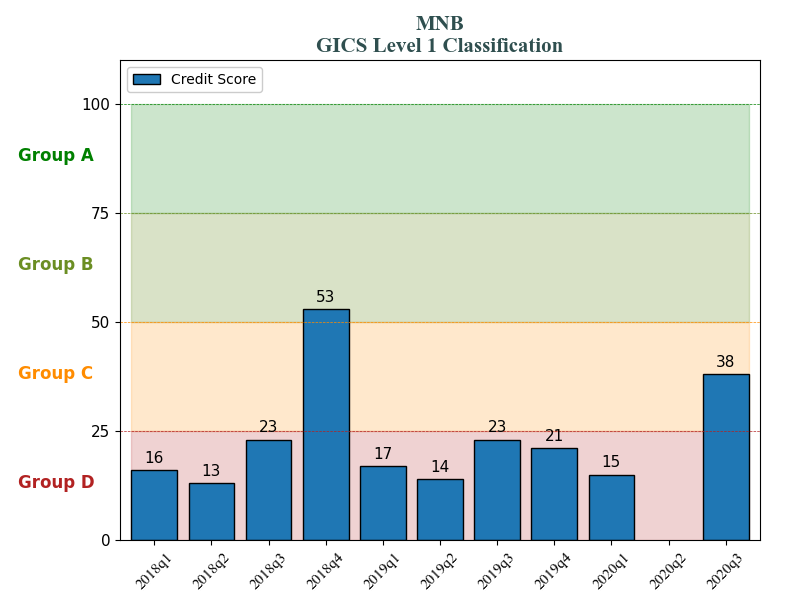 MNB
GICS Level 1 Classification
Credit Score
100
Group A
75
Group B
53
50
Group C
38
25
23
23
21
17
16
15
14
13
Group D
0
2018q1
2018q2
2018q3
2018q4
2019q1
2019q2
2019q3
2019q4
2020q1
2020q2
2020q3